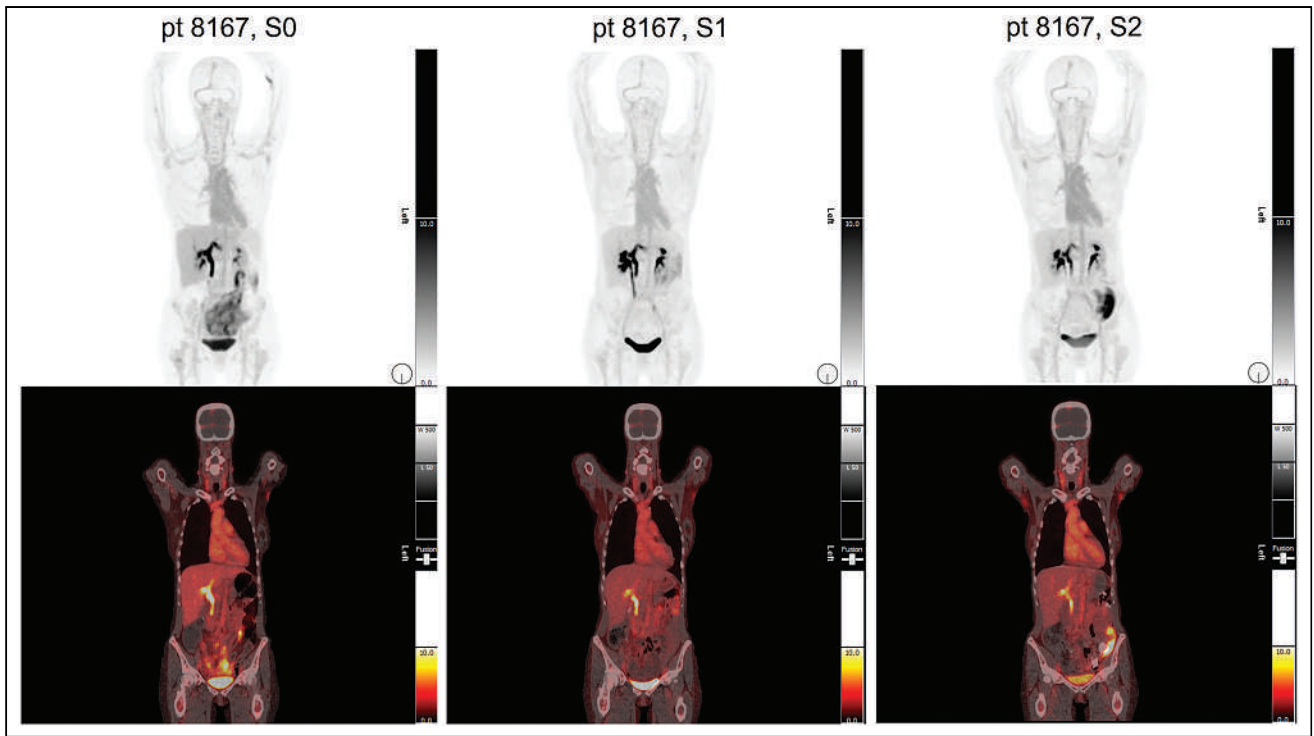 pt 8167, S0
pt 8167, S1
pt 8167, S2
Left
10.0
0.0
Left
10.0
0.0
Left
10.0
0.0
W 500
L 50
Left
Fusion
10.0
0.0
W 500
L 50
Left
Fusion
10.0
0.0
W 500
L 50
Left
Fusion
10.0
0.0